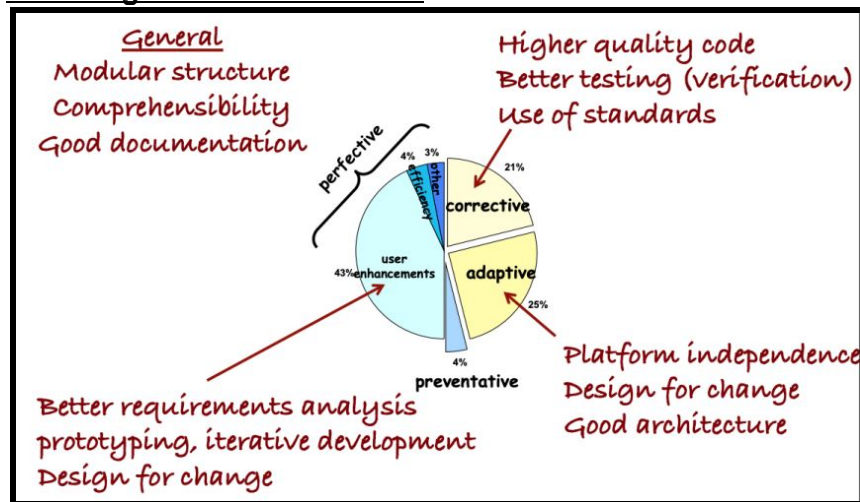 General
Modular structure
Comprehensibility
Good documentation
Higher quality code
Better testing (verification)
Use of standards
perfective
4%
3%
efficiency
other
21%
corrective
user
43%
enhancements
adaptive
25%
4%
preventative
Platform independence
Design for change
Good architecture
Better requirements analysis
prototyping, iterative development
Design for change